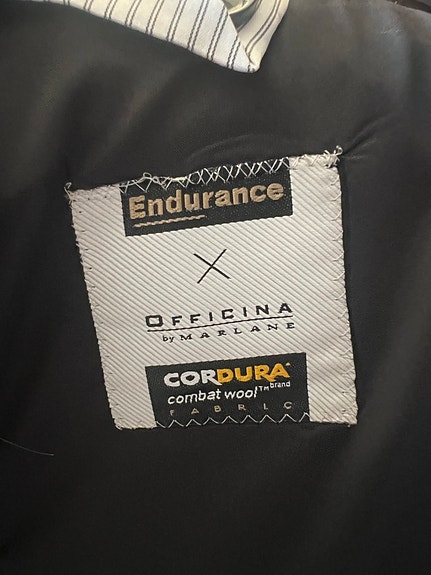 Endurance
X
OFFICINA
by MARLANE
CORDURA
combat wool™ brand
FABRIC